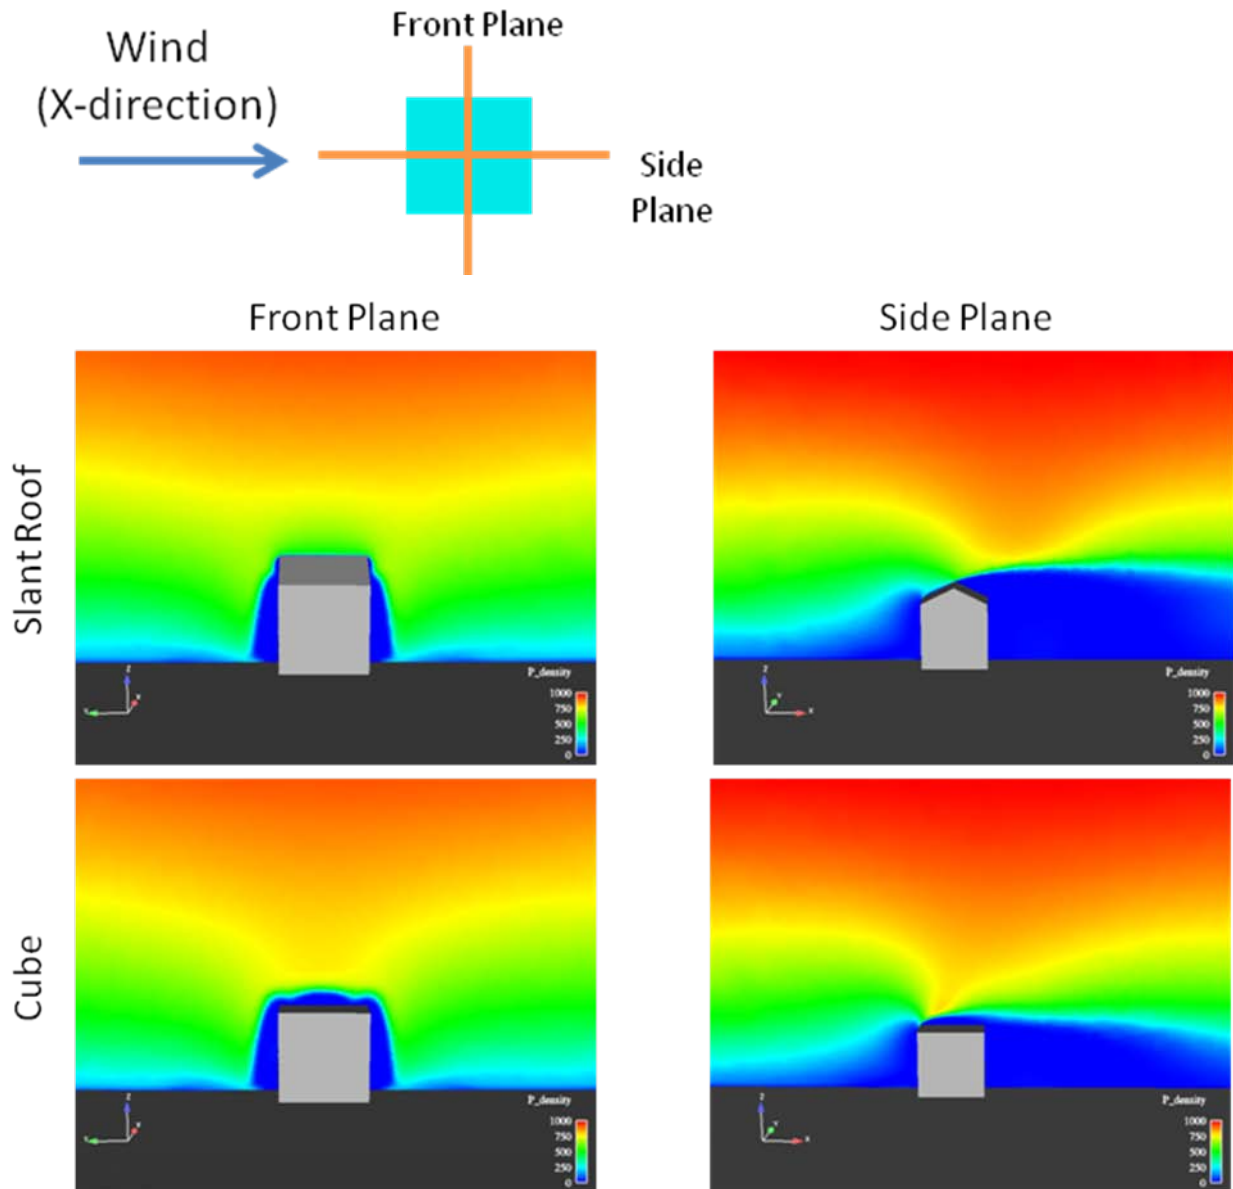 Front Plane
Wind
(X-direction)
Side
Plane
Front Plane
Side Plane
Slant Roof
P_density
1000
750
500
250
0
Z
Y
X
P_density
1000
750
500
250
0
Z
Y
X
Cube
P_density
1000
750
500
250
0
Z
Y
X
P_density
1000
750
500
250
0
Z
Y
X